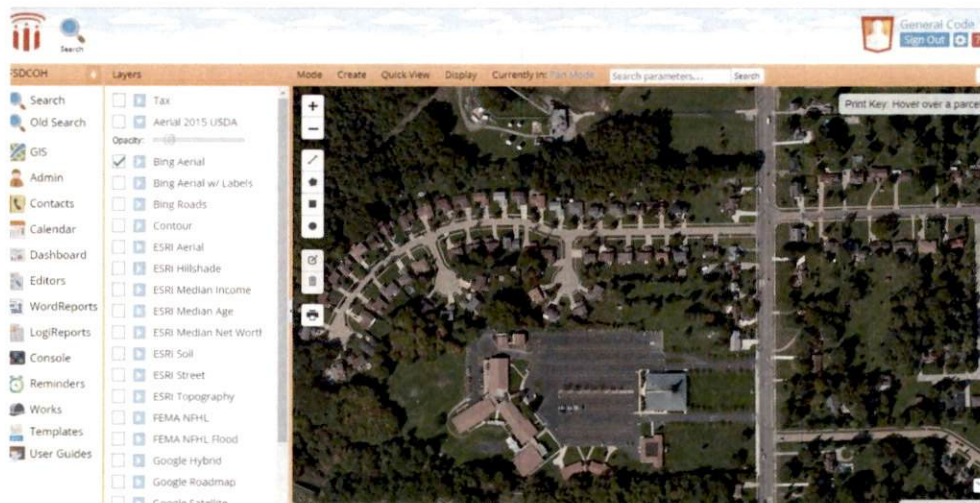 Search
General Code
Sign Out
SDCOH
Layers
Mode Create Quick View Display Currently in: Pan Mode Search parameters... Search
Search
Old Search
GIS
Admin
Contacts
Calendar
Dashboard
Editors
WordReports
LogiReports
Console
Reminders
Works
Templates
User Guides
Tax
Aerial 2015 USDA
Opacity:
Bing Aerial
Bing Aerial w/ Labels
Bing Roads
Contour
ESRI Aerial
ESRI Hillshade
ESRI Median Income
ESRI Median Age
ESRI Median Net Worth
ESRI Soil
ESRI Street
ESRI Topography
FEMA NFHL
FEMA NFHL Flood
Google Hybrid
Google Roadmap
Google Satellite
Print Key: Hover over a parce